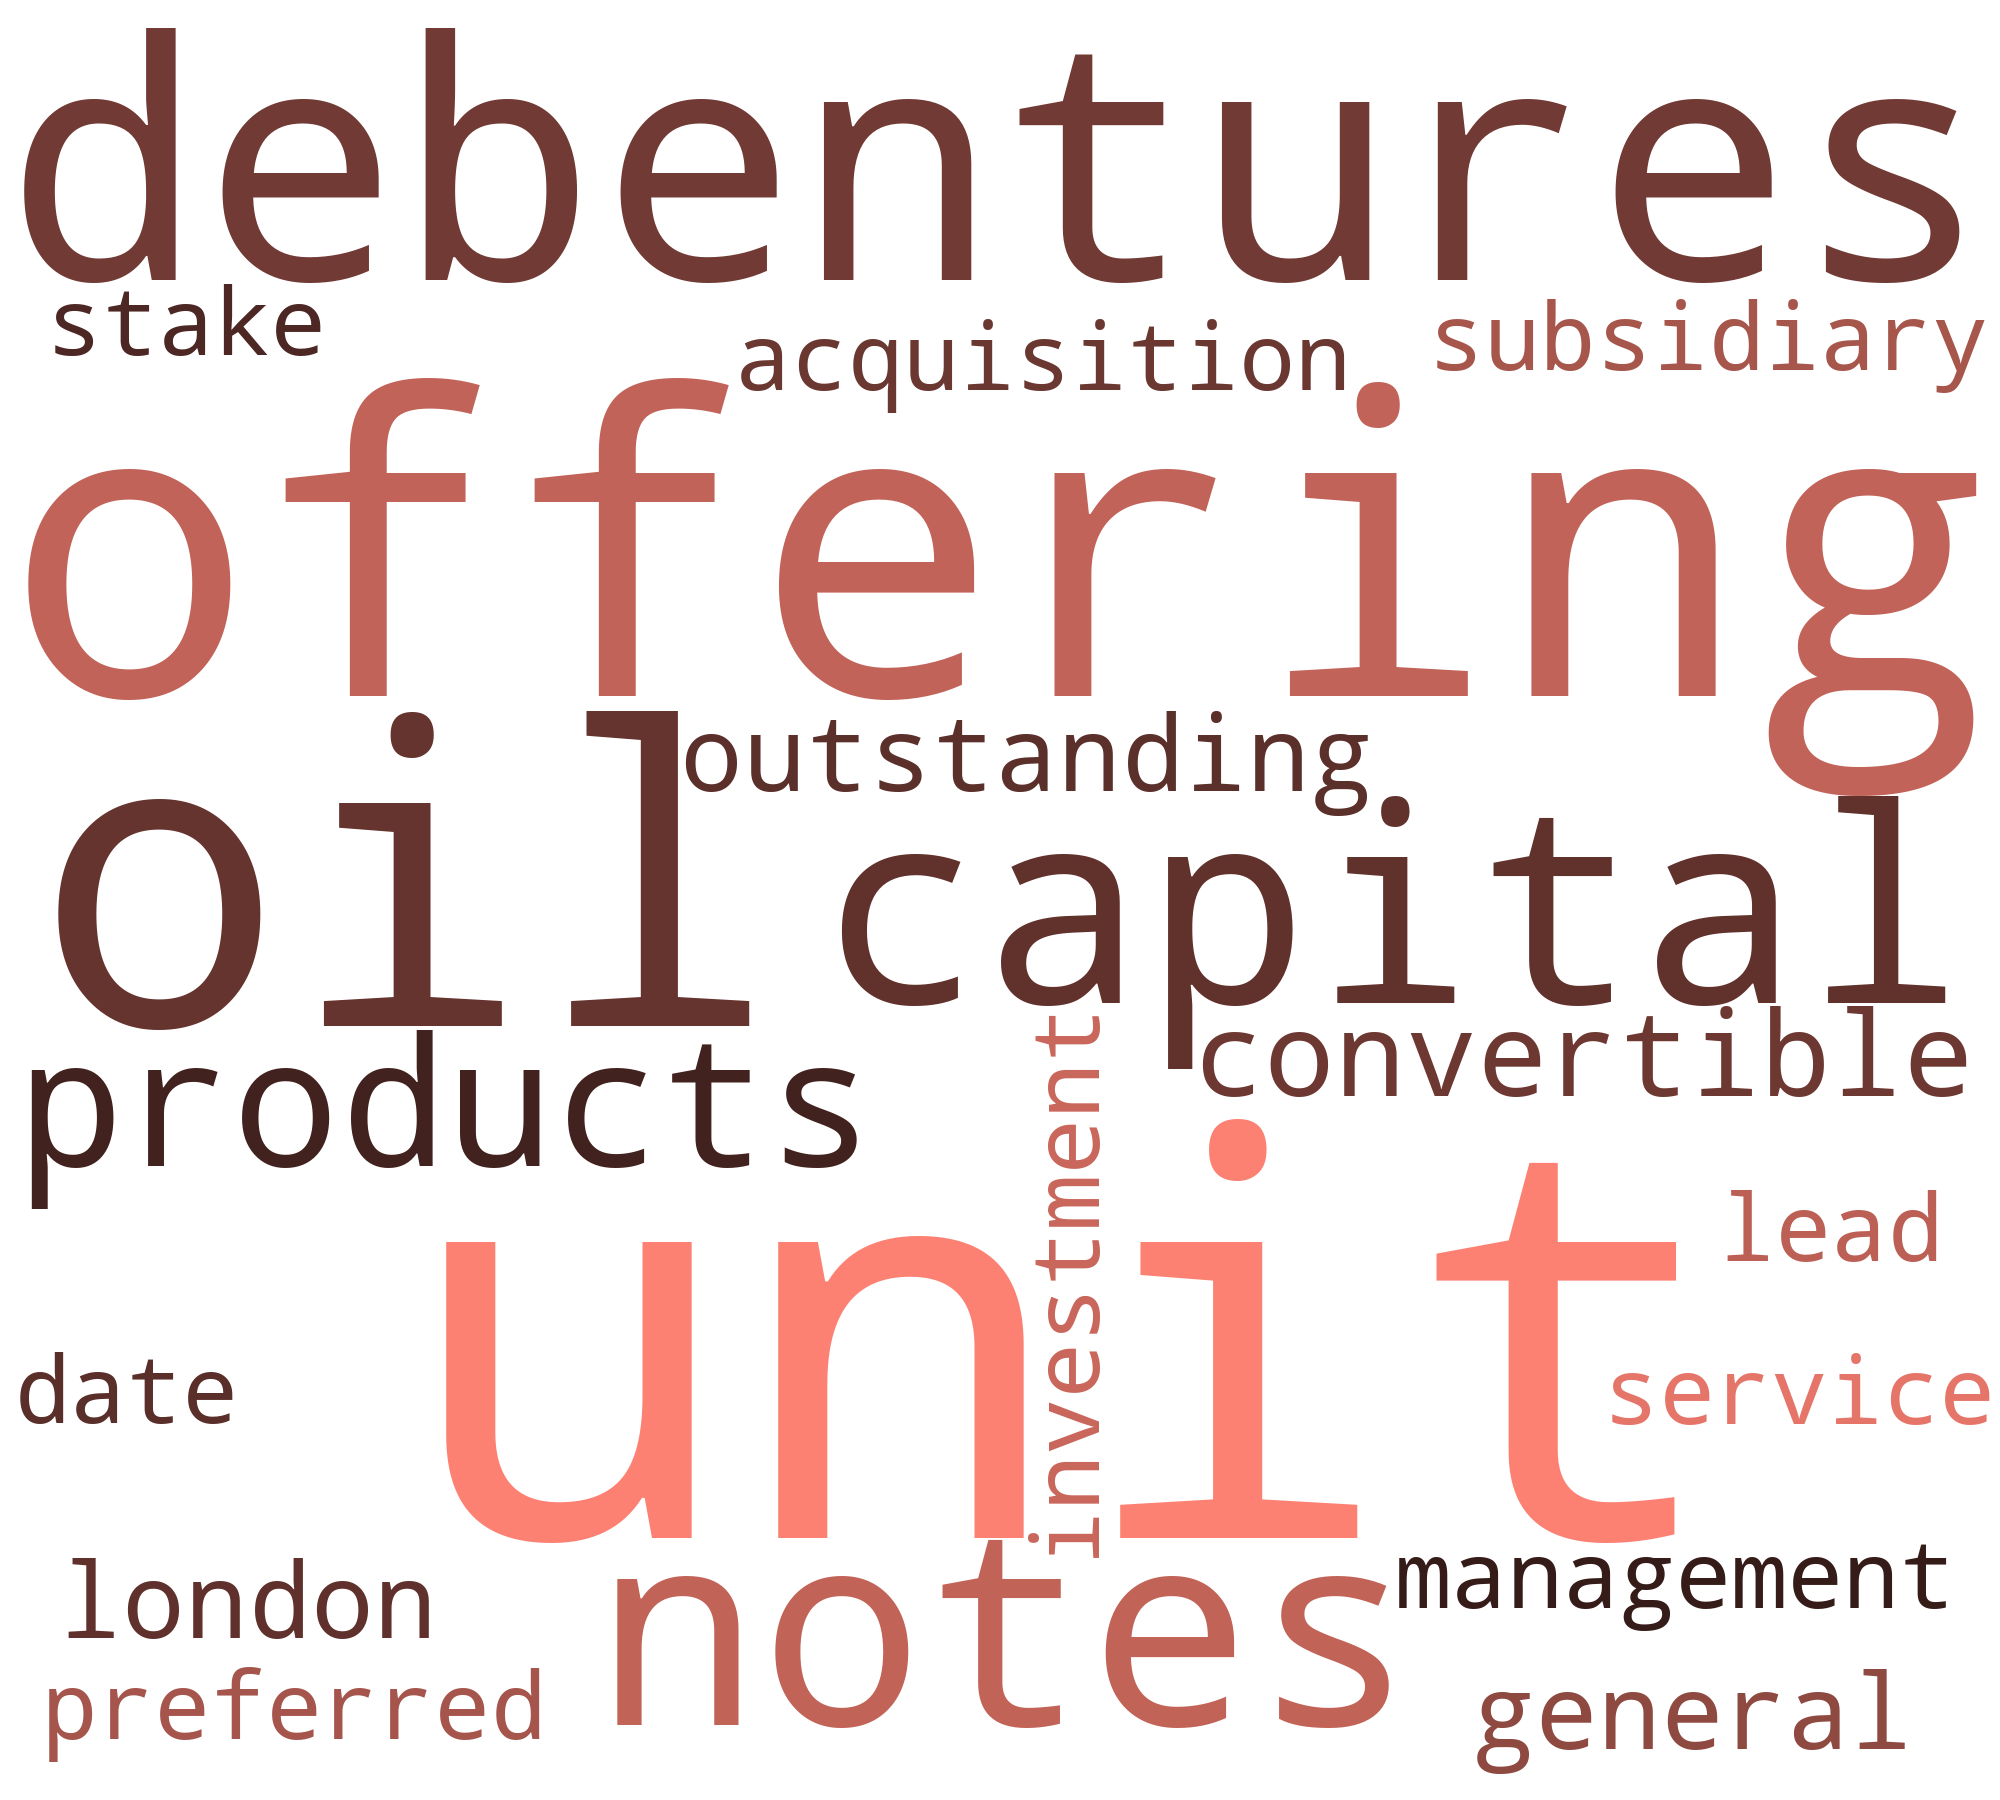 debentures
stake
acquisition
subsidiary
offering
oil
outstanding
capital
products
convertible
investment
unit
lead
date
service
london
notes
management
preferred
general